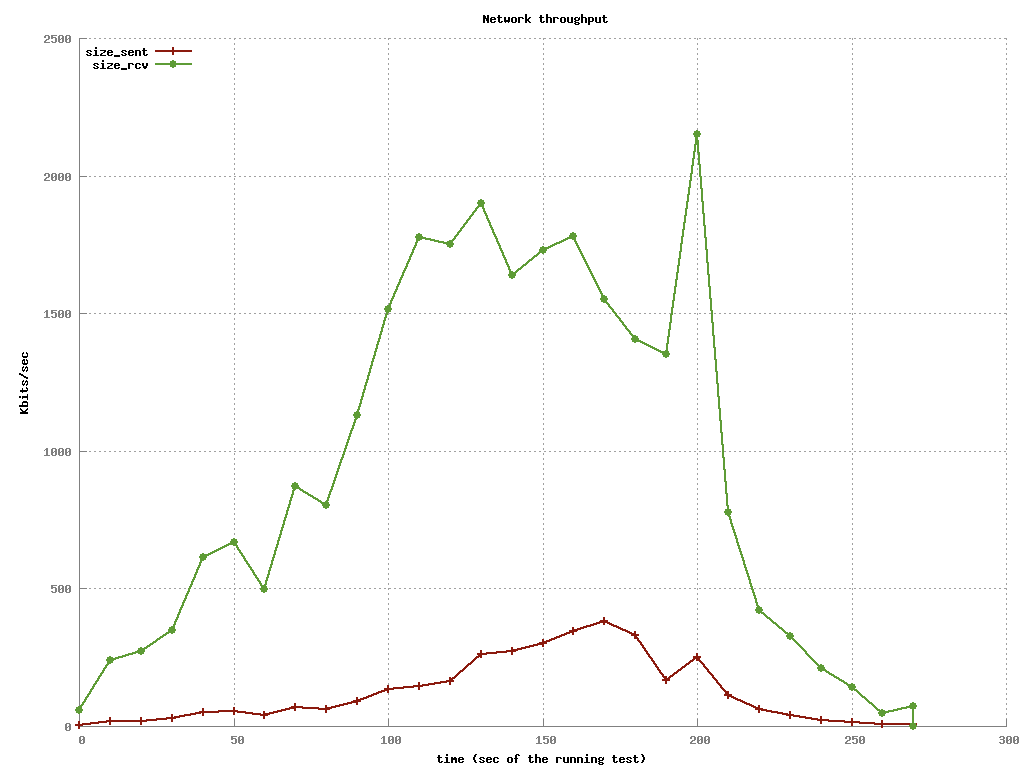 Network throughput
2500
size_sent
size_rcv
2000
1500
Kbits/sec
1000
500
0
0 50 100 150 200 250 300
time (sec of the running test)